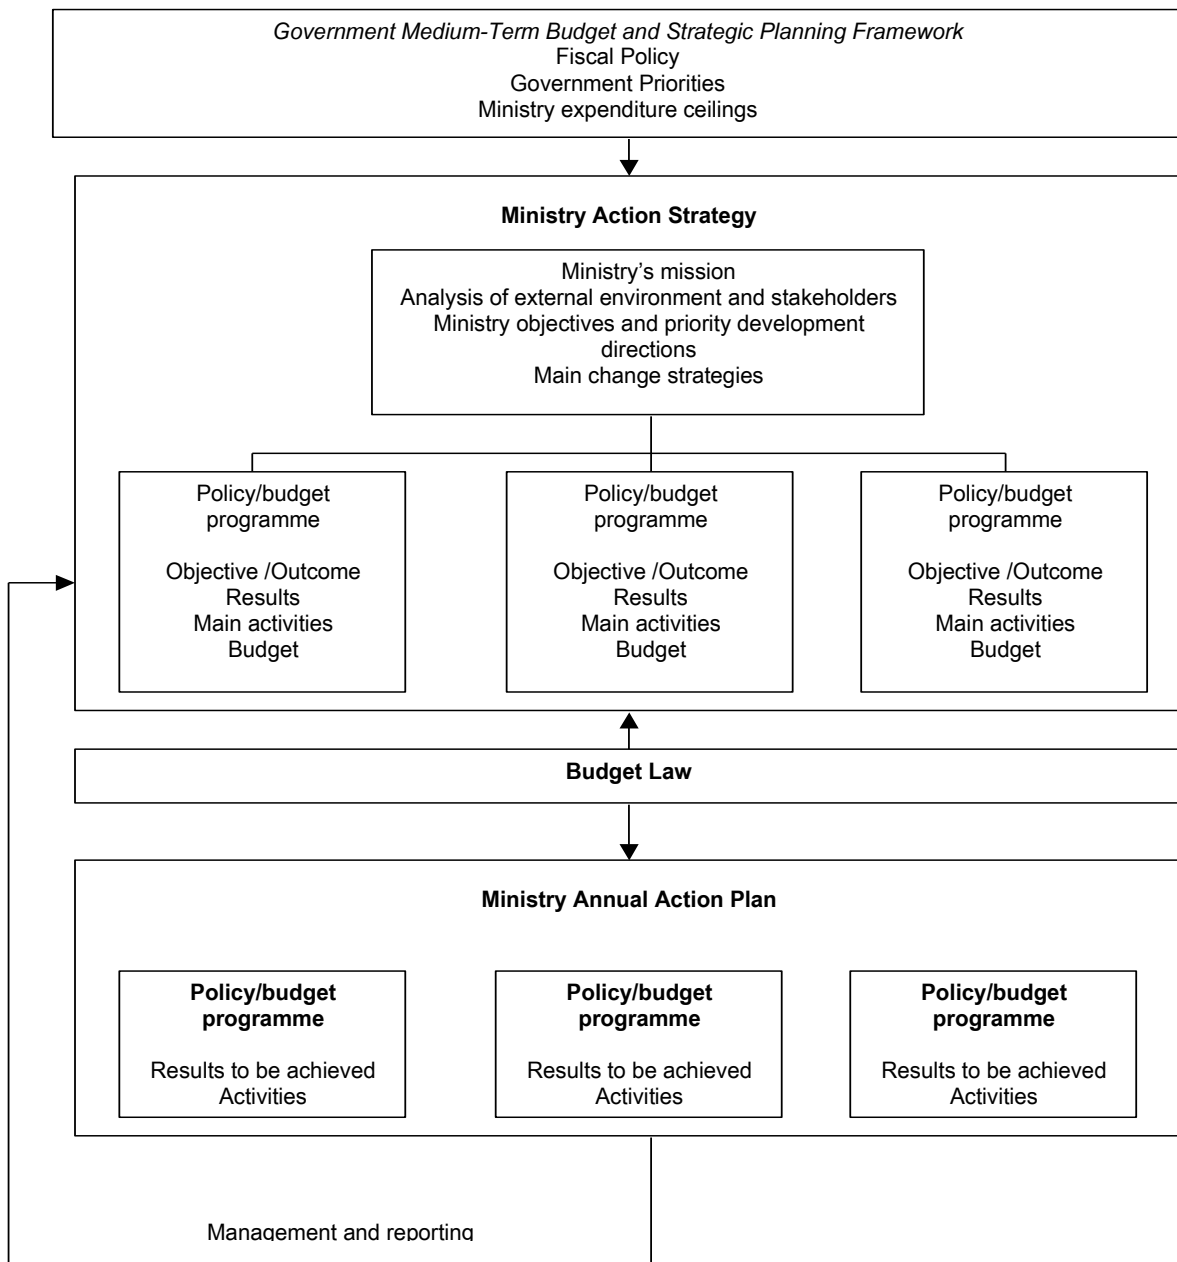 Government Medium-Term Budget and Strategic Planning Framework
Fiscal Policy
Government Priorities
Ministry expenditure ceilings
Ministry Action Strategy
Ministry's mission
Analysis of external environment and stakeholders
Ministry objectives and priority development
directions
Main change strategies
Policy/budget
programme
Objective /Outcome
Results
Main activities
Budget
Policy/budget
programme
Objective /Outcome
Results
Main activities
Budget
Policy/budget
programme
Objective /Outcome
Results
Main activities
Budget
Budget Law
Ministry Annual Action Plan
Policy/budget
programme
Results to be achieved
Activities
Policy/budget
programme
Results to be achieved
Activities
Policy/budget
programme
Results to be achieved
Activities
Management and reporting